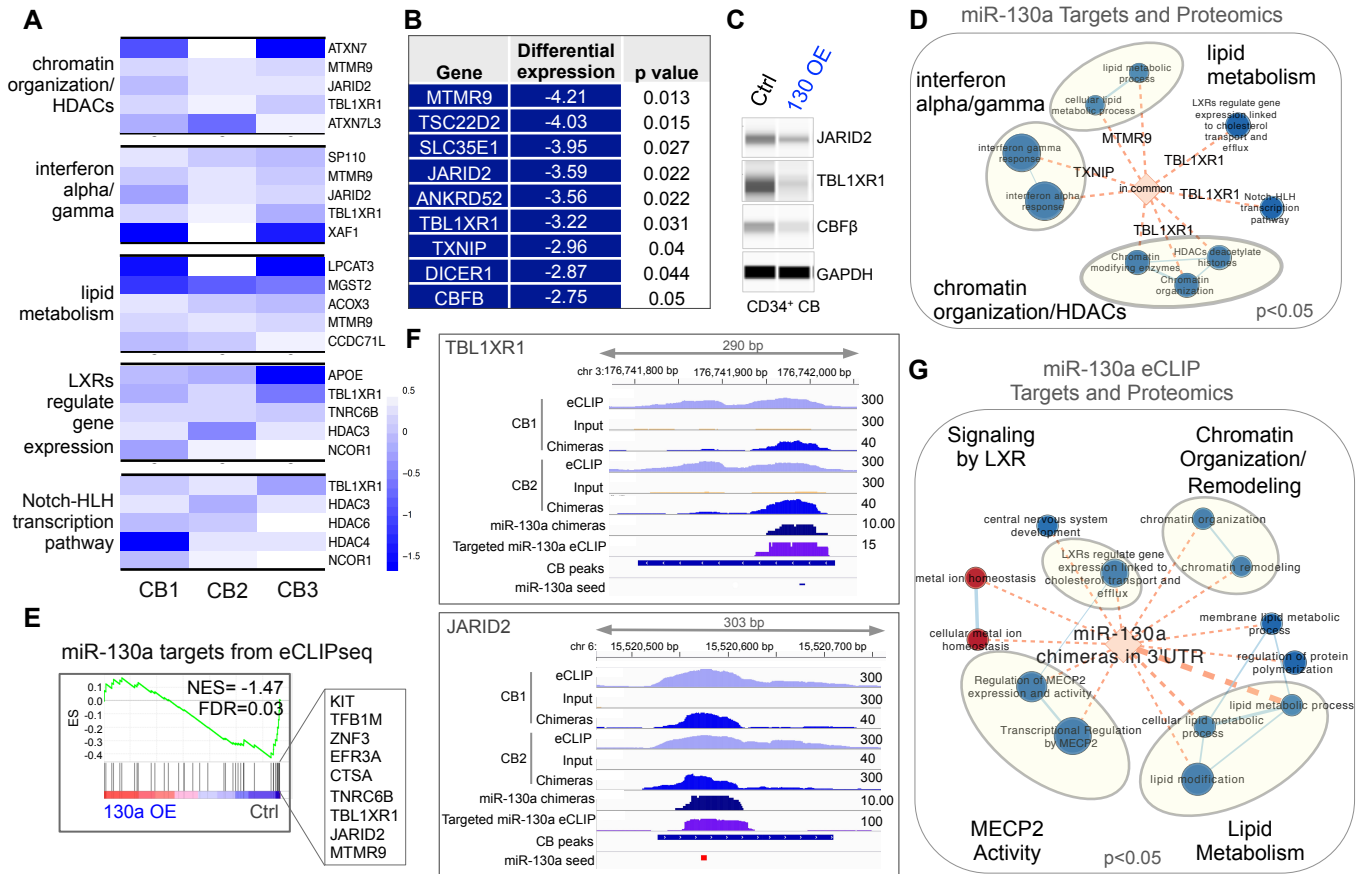 A
chromatin
organization/
HDACs
ATXN7
MTMR9
JARID2
TBL1XR1
ATXN7L3
interferon
alpha/
gamma
SP110
MTMR9
JARID2
TBL1XR1
XAF1
lipid
metabolism
LPCAT3
MGST2
ACOX3
MTMR9
CCDC71L
LXRs
regulate
gene
expression
APOE
TBL1XR1
TNRC6B
HDAC3
NCOR1
Notch-HLH
transcription
pathway
TBL1XR1
HDAC3
HDAC6
HDAC4
NCOR1
CB1 CB2 CB3
0.5
0
-0.5
-1
-1.5
B
Gene Differential expression p value
MTMR9 -4.21 0.013
TSC22D2 -4.03 0.015
SLC35E1 -3.95 0.027
JARID2 -3.59 0.022
ANKRD52 -3.56 0.022
TBL1XR1 -3.22 0.031
TXNIP -2.96 0.04
DICER1 -2.87 0.044
CBFB -2.75 0.05
C
Ctrl
130 OE
JARID2
TBL1XR1
CBFβ
GAPDH
CD34+ CB
D
miR-130a Targets and Proteomics
interferon
alpha/gamma
lipid
metabolism
lipid metabolic
process
cellular lipid
metabolic process
LXRs regulate gene
expression linked
to cholesterol transport and
efflux
MTMR9
TBL1XR1
interferon gamma
response
TXNIP
in common
TBL1XR1
interferon alpha
response
Notch-HLH
transcription
pathway
TBL1XR1
HDACs deacetylate
histones
Chromatin
modifying enzymes
Chromatin
organization
chromatin
organization/HDACs
p<0.05
E
miR-130a targets from eCLIPseq
NES= -1.47
FDR=0.03
ES
0.1
0.0
-0.1
-0.2
-0.3
-0.4
130a OE Ctrl
KIT
TFB1M
ZNF3
EFR3A
CTSA
TNRC6B
TBL1XR1
JARID2
MTMR9
F
TBL1XR1
290 bp
chr 3: 176,741,800 bp 176,741,900 bp 176,742,000 bp
CB1
eCLIP 300
Input 300
Chimeras 40
CB2
eCLIP 300
Input 300
Chimeras 40
miR-130a chimeras 10.00
Targeted miR-130a eCLIP 15
CB peaks
miR-130a seed
JARID2
303 bp
chr 6: 15,520,500 bp 15,520,600 bp 15,520,700 bp
CB1
eCLIP 300
Input 300
Chimeras 40
CB2
eCLIP 300
Input 40
Chimeras 300
miR-130a chimeras 10.00
Targeted miR-130a eCLIP 100
CB peaks
miR-130a seed
G
miR-130a eCLIP
Targets and Proteomics
Signaling
by LXR
Chromatin
Organization/
Remodeling
central nervous system
development
chromatin organization
LXRs regulate gene
expression linked to
cholesterol transport and
efflux
chromatin remodeling
metal ion homeostasis
cellular metal ion
homeostasis
miR-130a
chimeras in 3'UTR
membrane lipid metabolic
process
regulation of protein
polymerization
Regulation of MECP2
expression and activity
Transcriptional Regulation
by MECP2
lipid metabolic process
cellular lipid metabolic
process
lipid modification
MECP2
Activity
p<0.05
Lipid
Metabolism